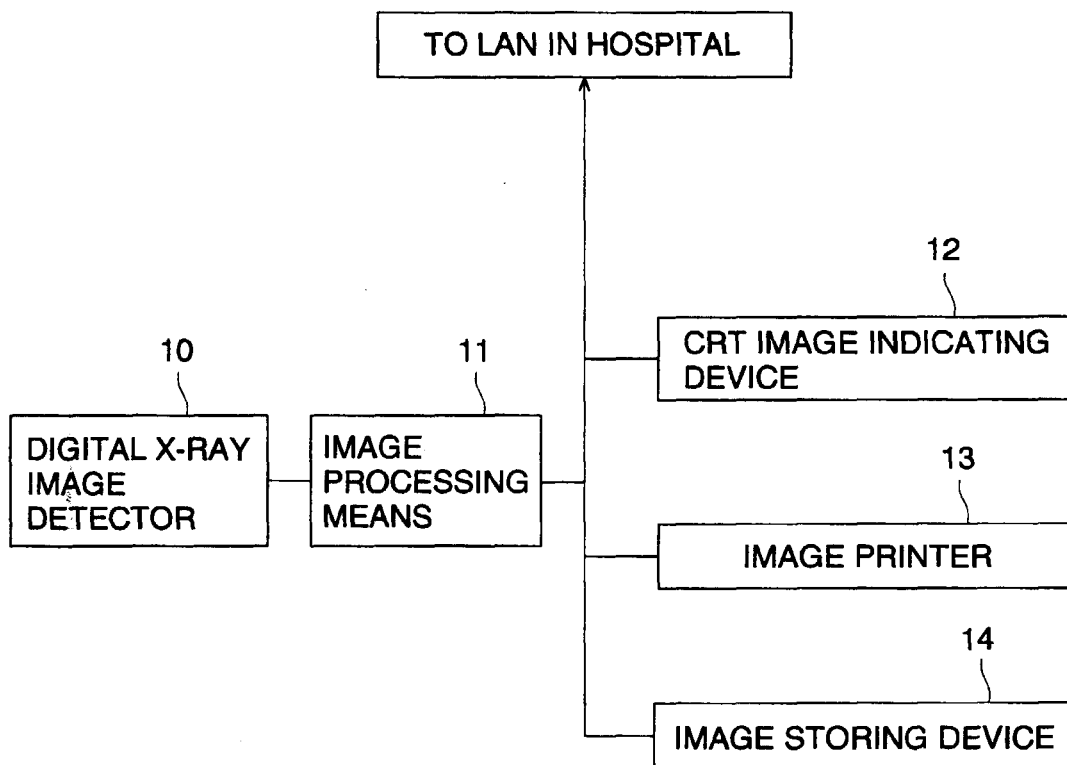 TO LAN IN HOSPITAL
12
CRT IMAGE INDICATING
DEVICE
10
11
DIGITAL X-RAY
IMAGE
DETECTOR
IMAGE
PROCESSING
MEANS
13
IMAGE PRINTER
14
IMAGE STORING DEVICE